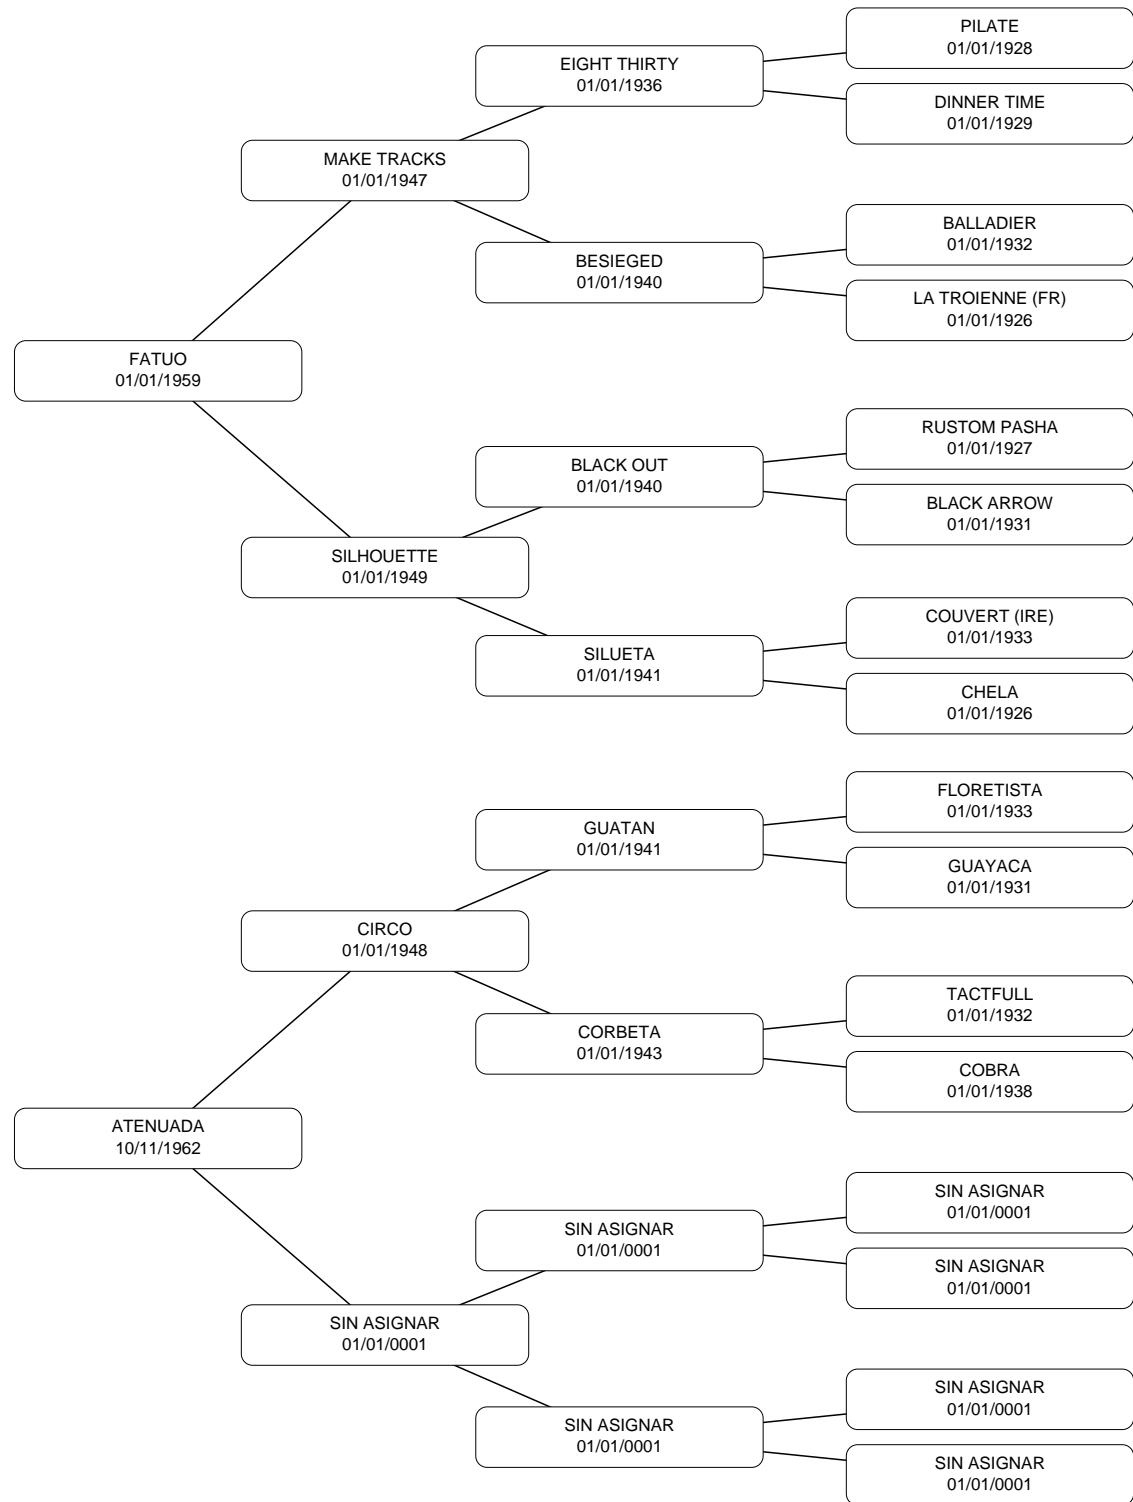 PILATE
01/01/1928
EIGHT THIRTY
01/01/1936
DINNER TIME
01/01/1929
MAKE TRACKS
01/01/1947
BALLADIER
01/01/1932
BESIEGED
01/01/1940
LA TROIENNE (FR)
01/01/1926
FATUO
01/01/1959
RUSTOM PASHA
01/01/1927
BLACK OUT
01/01/1940
BLACK ARROW
01/01/1931
SILHOUETTE
01/01/1949
COUVERT (IRE)
01/01/1933
SILUETA
01/01/1941
CHELA
01/01/1926
FLORETISTA
01/01/1933
GUATAN
01/01/1941
GUAYACA
01/01/1931
CIRCO
01/01/1948
TACTFULL
01/01/1932
CORBETA
01/01/1943
COBRA
01/01/1938
ATENUADA
10/11/1962
SIN ASIGNAR
01/01/0001
SIN ASIGNAR
01/01/0001
SIN ASIGNAR
01/01/0001
SIN ASIGNAR
01/01/0001
SIN ASIGNAR
01/01/0001
SIN ASIGNAR
01/01/0001
SIN ASIGNAR
01/01/0001